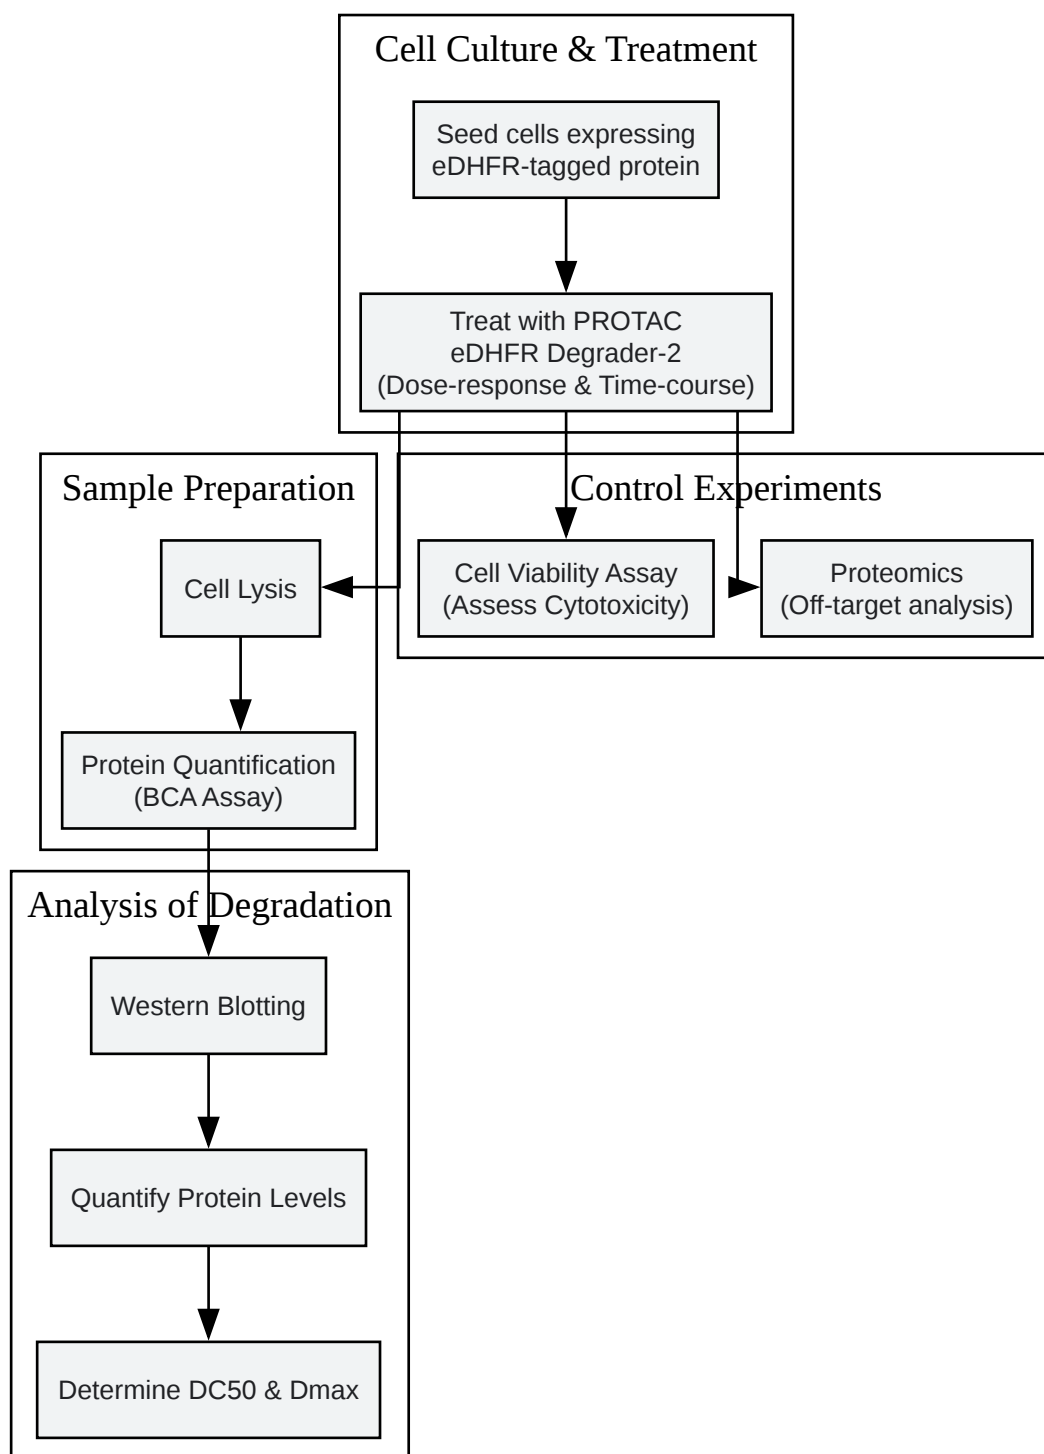 Cell Culture & Treatment
Seed cells expressing
eDHFR-tagged protein
Treat with PROTAC
eDHFR Degrader-2
(Dose-response & Time-course)
Sample Preparation
Cell Lysis
Protein Quantification
(BCA Assay)
Control Experiments
Cell Viability Assay
(Assess Cytotoxicity)
Proteomics
(Off-target analysis)
Analysis of Degradation
Western Blotting
Quantify Protein Levels
Determine DC50 & Dmax